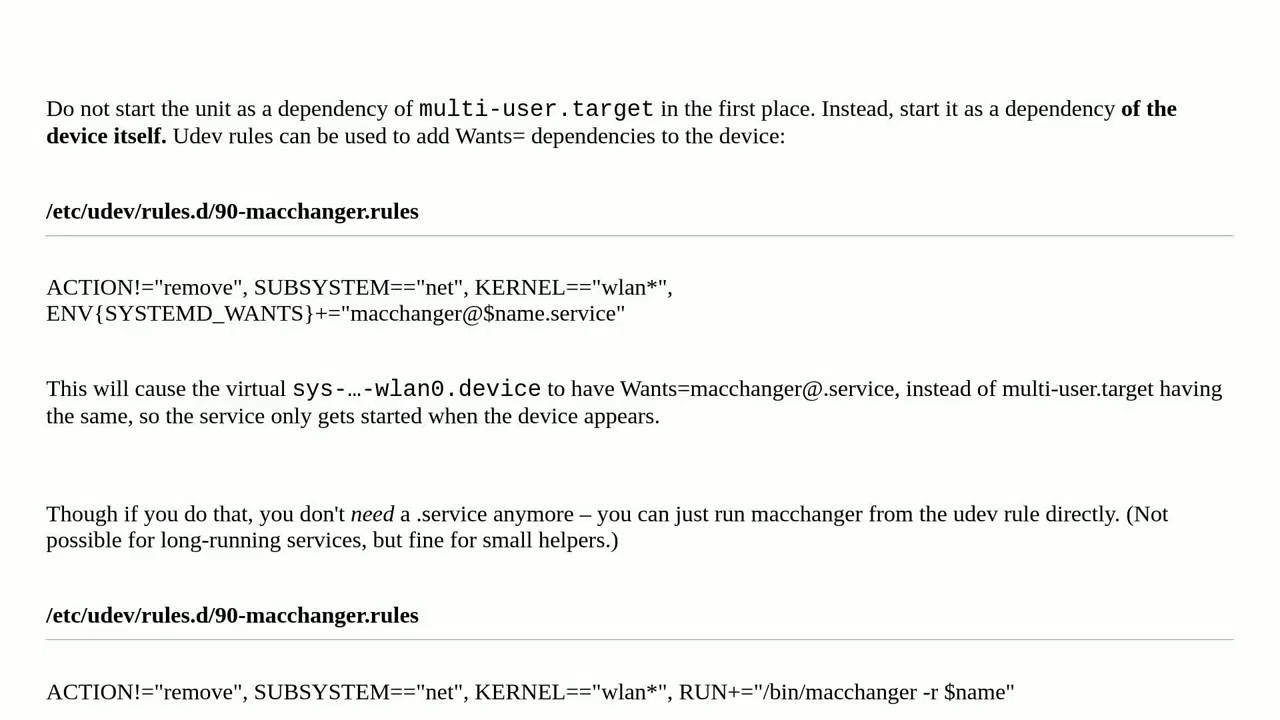 Do not start the unit as a dependency of multi-user.target in the first place. Instead, start it as a dependency of the
device itself. Udev rules can be used to add Wants= dependencies to the device:
/etc/udev/rules.d/90-macchanger.rules
ACTION!="remove", SUBSYSTEM=="net", KERNEL=="wlan*",
ENV{SYSTEMD_WANTS}+="macchanger@$name.service"
This will cause the virtual sys-…-wlan0.device to have Wants=macchanger@.service, instead of multi-user.target having
the same, so the service only gets started when the device appears.
Though if you do that, you don't need a .service anymore – you can just run macchanger from the udev rule directly. (Not
possible for long-running services, but fine for small helpers.)
/etc/udev/rules.d/90-macchanger.rules
ACTION!="remove", SUBSYSTEM=="net", KERNEL=="wlan*", RUN+="/bin/macchanger -r $name"